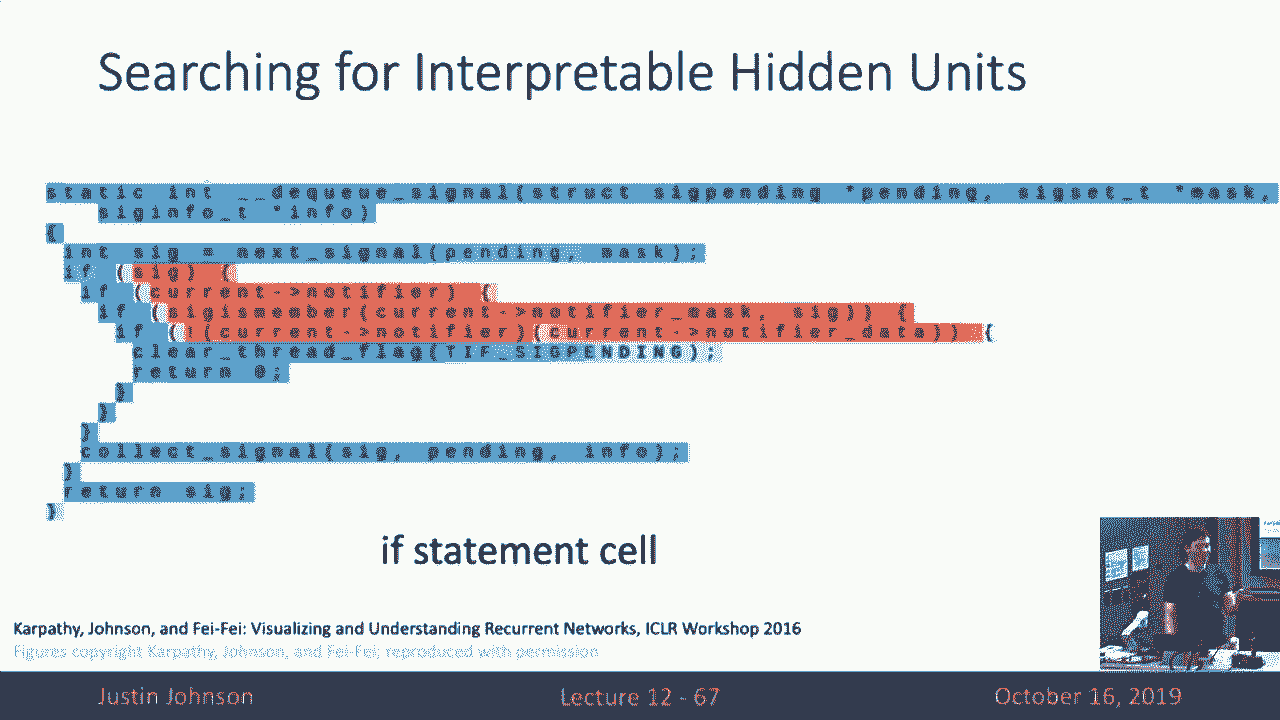 Searching for Interpretable Hidden Units
static int __dequeue_signal(struct sigpending *pending, sigset_t *mask,
siginfo_t *info)
{
int sig = next_signal(pending, mask);
if (sig) {
if (current->notifier) {
if (sigismember(current->notifier_mask, sig)) {
if (!(current->notifier)(current->notifier_data)) {
clear_thread_flag(TIF_SIGPENDING);
return 0;
}
}
}
collect_signal(sig, pending, info);
}
return sig;
}
if statement cell
Karpathy, Johnson, and Fei-Fei: Visualizing and Understanding Recurrent Networks, ICLR Workshop 2016
Figures copyright Karpathy, Johnson, and Fei-Fei; reproduced with permission
Justin Johnson
Lecture 12 - 67
October 16, 2019